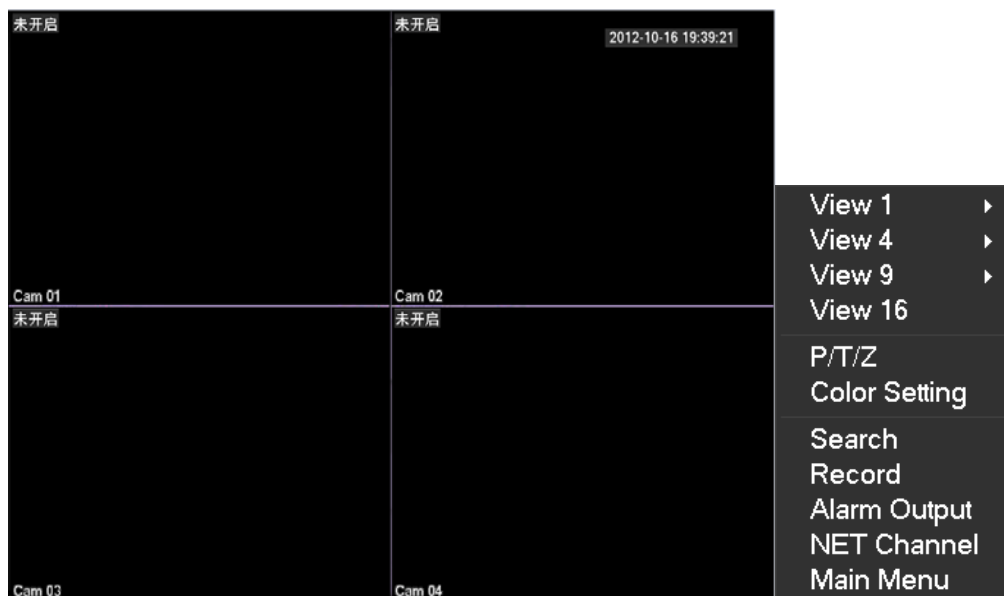 未开启
未开启
2012-10-16 19:39:21
Cam 01
Cam 02
未开启
未开启
Cam 03
Cam 04
View 1
View 4
View 9
View 16
P/T/Z
Color Setting
Search
Record
Alarm Output
NET Channel
Main Menu